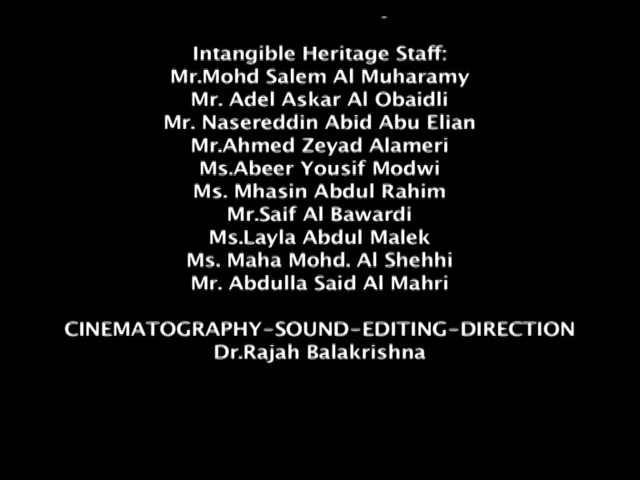 Intangible Heritage Staff:
Mr.Mohd Salem Al Muharamy
Mr. Adel Askar Al Obaidli
Mr. Nasereddin Abid Abu Elian
Mr.Ahmed Zeyad Alameri
Ms.Abeer Yousif Modwi
Ms. Mhasin Abdul Rahim
Mr.Saif Al Bawardi
Ms.Layla Abdul Malek
Ms. Maha Mohd. Al Shehhi
Mr. Abdulla Said Al Mahri
CINEMATOGRAPHY-SOUND-EDITING-DIRECTION
Dr.Rajah Balakrishna